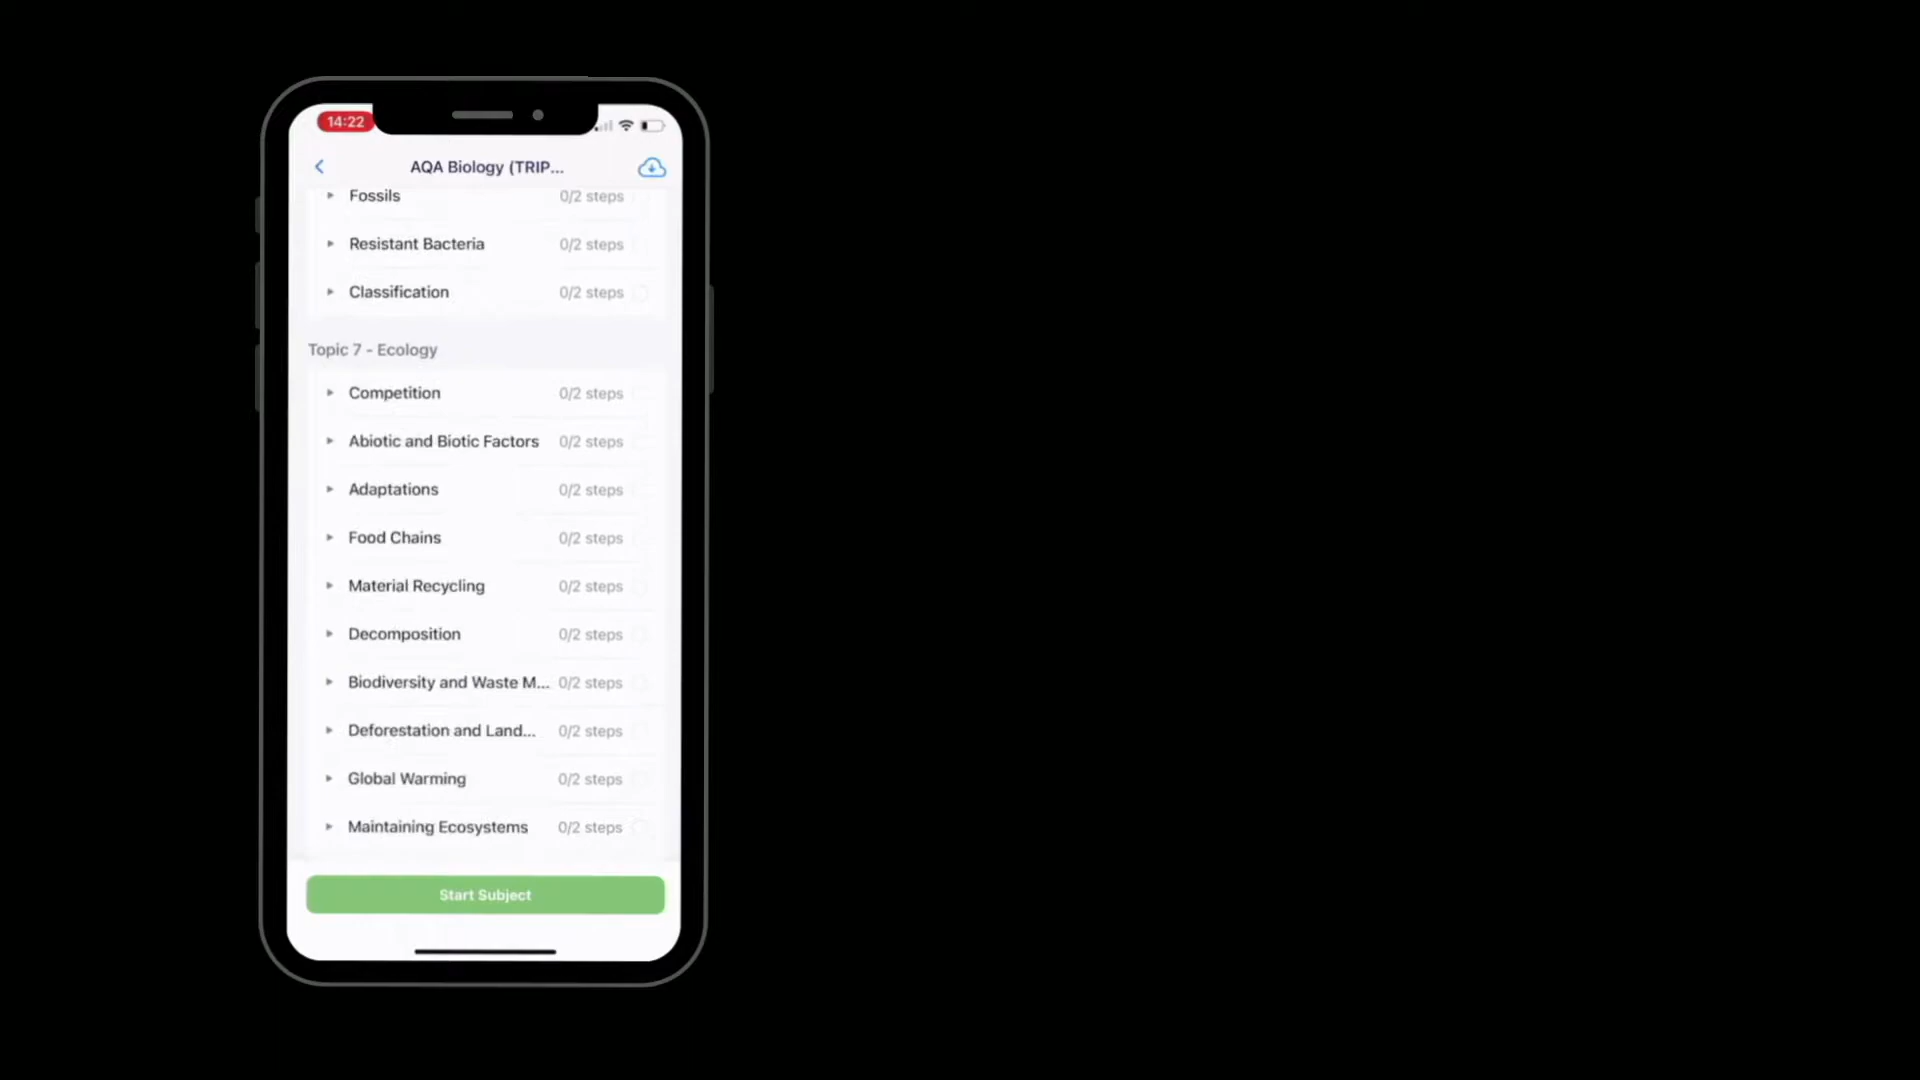 14:22
AQA Biology (TRIP...
Fossils 0/2 steps
Resistant Bacteria 0/2 steps
Classification 0/2 steps
Topic 7 - Ecology
Competition 0/2 steps
Abiotic and Biotic Factors 0/2 steps
Adaptations 0/2 steps
Food Chains 0/2 steps
Material Recycling 0/2 steps
Decomposition 0/2 steps
Biodiversity and Waste M... 0/2 steps
Deforestation and Land... 0/2 steps
Global Warming 0/2 steps
Maintaining Ecosystems 0/2 steps
Start Subject